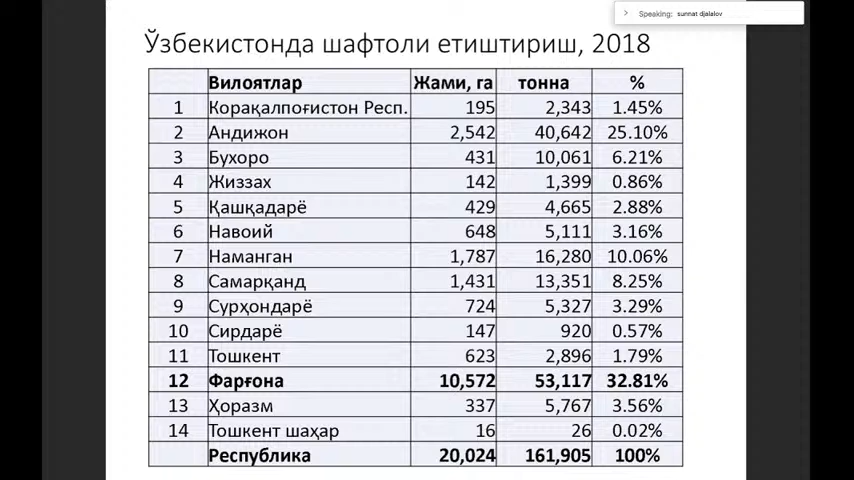 Speaking: sunnat djalalov
Ўзбекистонда шафтоли етиштириш, 2018
Вилоятлар Жами, га тонна %
1 Корақалпоғистон Респ. 195 2,343 1.45%
2 Андижон 2,542 40,642 25.10%
3 Бухоро 431 10,061 6.21%
4 Жиззах 142 1,399 0.86%
5 Қашқадарё 429 4,665 2.88%
6 Навоий 648 5,111 3.16%
7 Наманган 1,787 16,280 10.06%
8 Самарқанд 1,431 13,351 8.25%
9 Сурҳондарё 724 5,327 3.29%
10 Сирдарё 147 920 0.57%
11 Тошкент 623 2,896 1.79%
12 Фарғона 10,572 53,117 32.81%
13 Ҳоразм 337 5,767 3.56%
14 Тошкент шаҳар 16 26 0.02%
Республика 20,024 161,905 100%